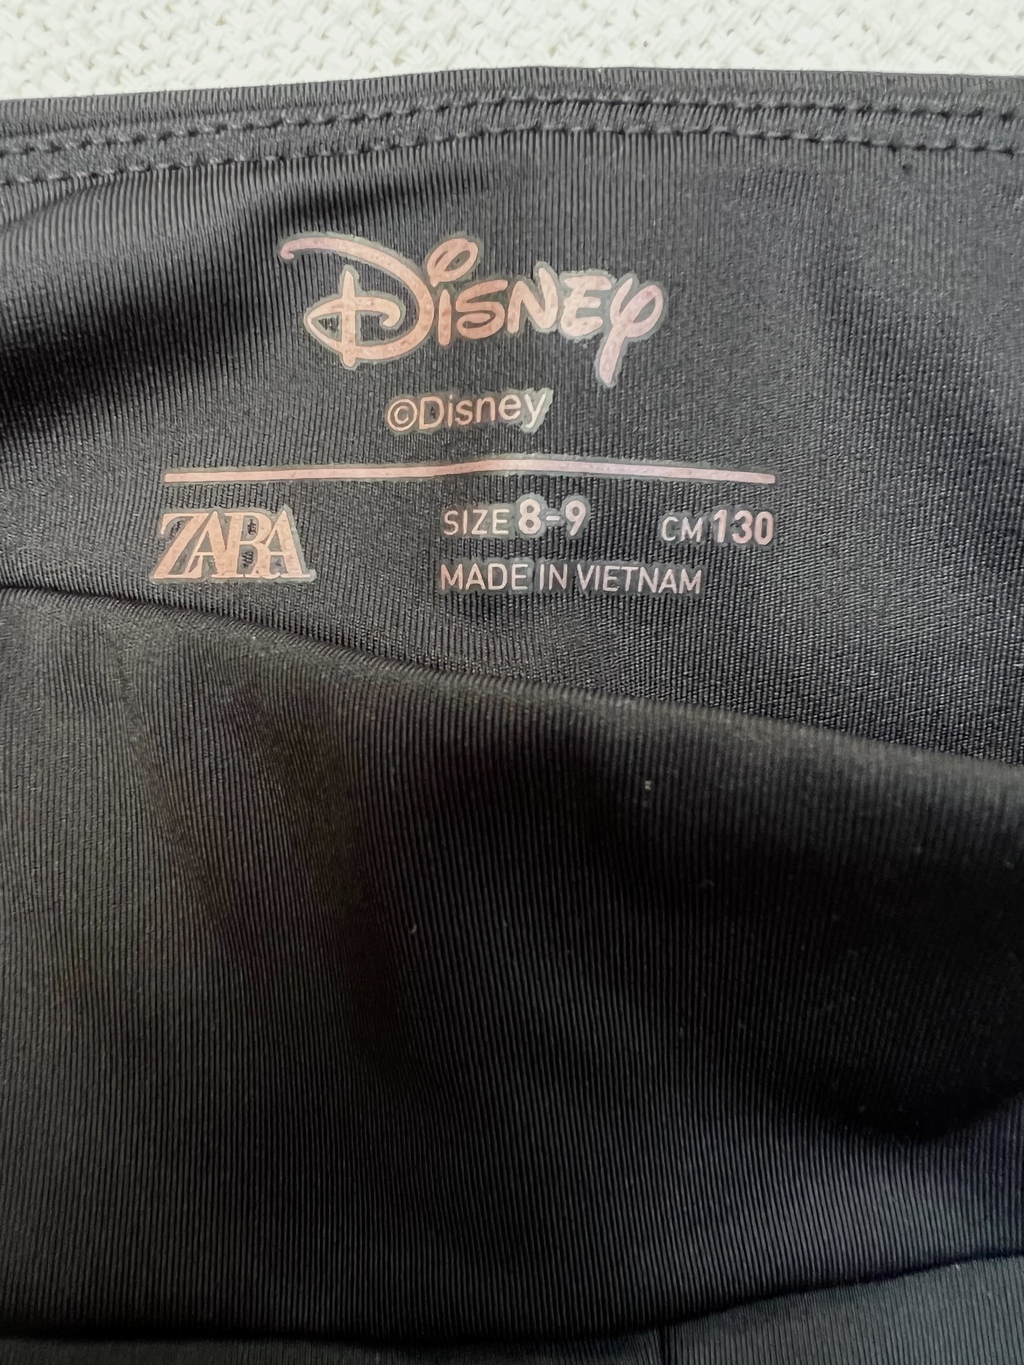 Disney
©Disney
ZARA
SIZE 8-9 CM 130
MADE IN VIETNAM